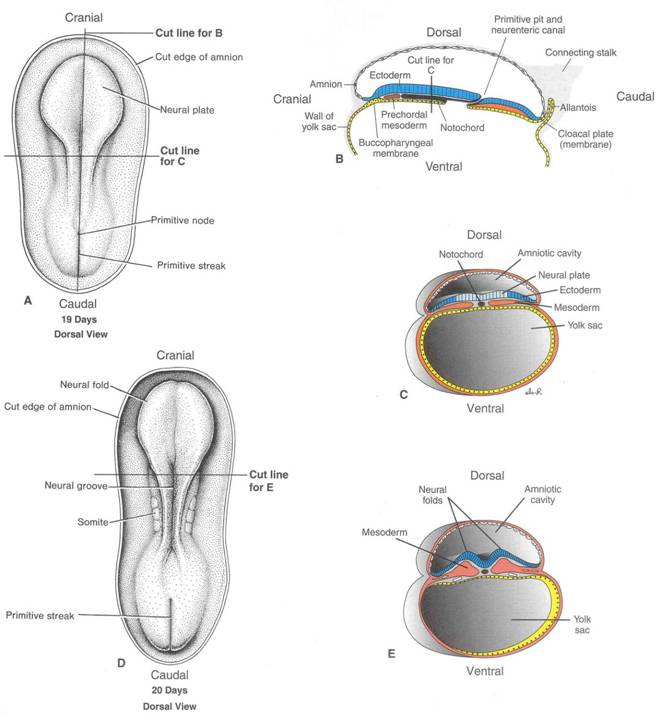 Cranial
Cut line for B
Cut edge of amnion
Neural plate
Cut line
for C
Primitive node
Primitive streak
A
Caudal
19 Days
Dorsal View
Primitive pit and
neurenteric canal
Dorsal
Connecting stalk
Cut line for
C
Ectoderm
Amnion
Cranial
Caudal
Wall of
yolk sac
Prechordal
mesoderm
Notochord
Allantois
Buccopharyngeal
membrane
Cloacal plate
(membrane)
B
Ventral
Dorsal
Notochord
Amniotic cavity
Neural plate
Ectoderm
Mesoderm
Yolk sac
C
Ventral
Cranial
Neural fold
Cut edge of amnion
Cut line
for E
Neural groove
Somite
Primitive streak
D
Caudal
20 Days
Dorsal View
Dorsal
Neural
folds
Amniotic
cavity
Mesoderm
Yolk
sac
E
Ventral